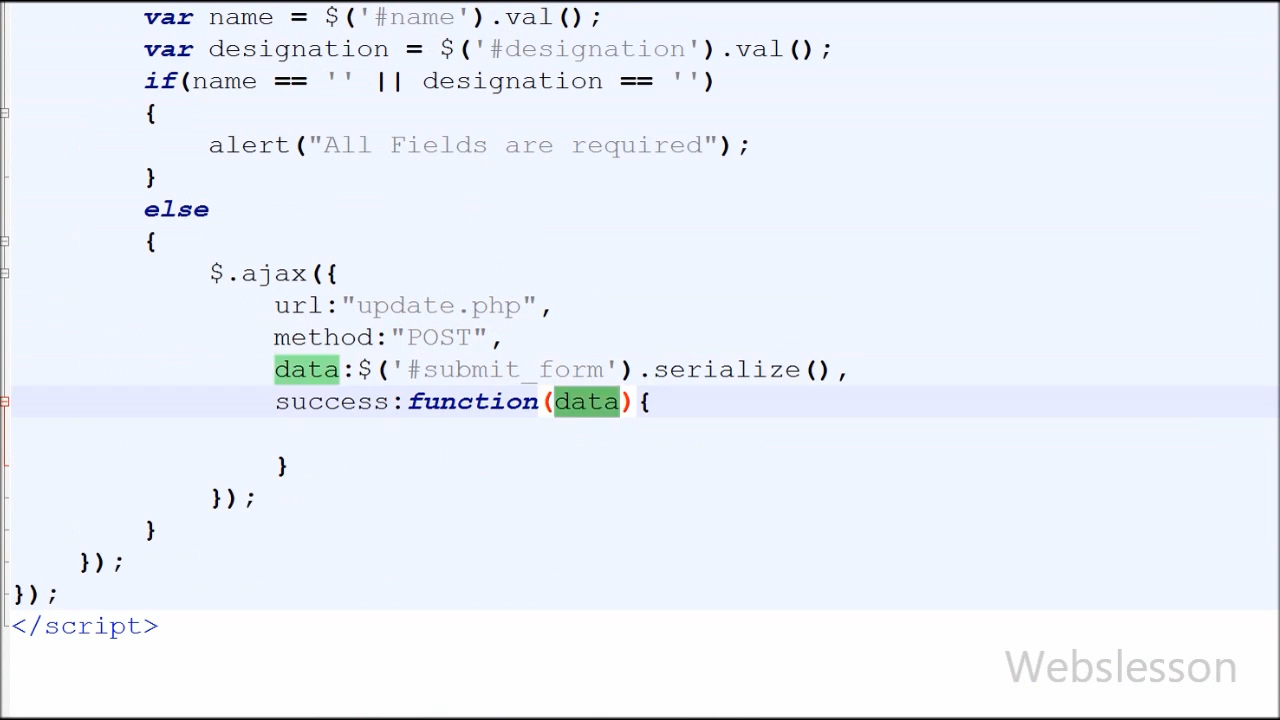 var name = $('#name').val();
var designation = $('#designation').val();
if(name == '' || designation == '')
{
alert("All Fields are required");
}
else
{
$.ajax({
url:"update.php",
method:"POST",
data:$('#submit_form').serialize(),
success:function(data){
}
});
}
});
});
</script>
Webslesson